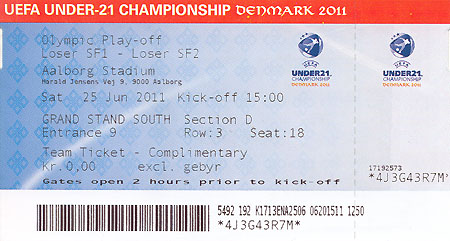 UEFA UNDER-21 CHAMPIONSHIP DENMARK 2011
Olympic Play-off
Loser SF1 - Loser SF2
Aalborg Stadium
Harald Jensens Vej 9, 9000 Aalborg
Sat 25 Jun 2011 Kick-off 15:00
UNDER21
CHAMPIONSHIP
DENMARK 2011
UNDER21
CHAMPIONSHIP
DENMARK 2011
GRAND STAND SOUTH Section D
Entrance 9 Row:3 Seat:18
Team Ticket - Complimentary
Kr.0,00 excl. gebyr
Gates open 2 hours prior to kick-off
17192573
*4J3G43R7M*
5492 192 K1713ENA2506 06201511 1250
*4J3G43R7M*